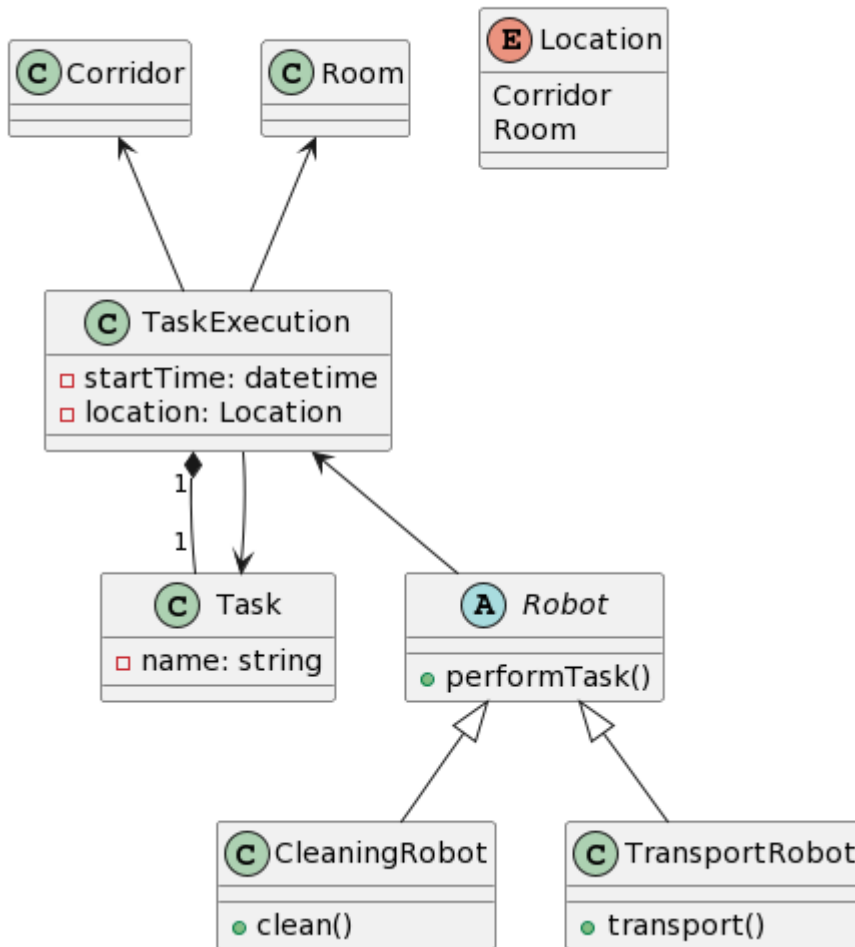 C Corridor
C Room
E Location
Corridor
Room
C TaskExecution
startTime: datetime
location: Location
1
1
C Task
name: string
A Robot
performTask()
C CleaningRobot
clean()
C TransportRobot
transport()